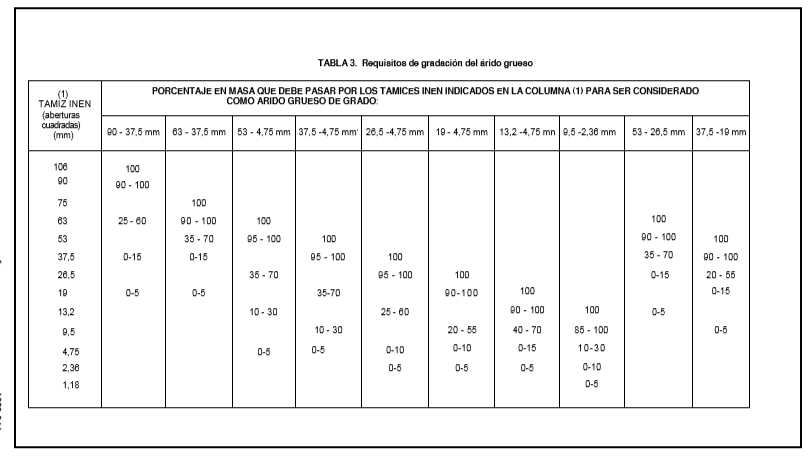 TABLA 3. Requisitos de gradación del árido grueso
(1) TAMIZ INEN (aberturas cuadradas) (mm)
PORCENTAJE EN MASA QUE DEBE PASAR POR LOS TAMICES INEN INDICADOS EN LA COLUMNA (1) PARA SER CONSIDERADO
COMO ARIDO GRUESO DE GRADO:
90 - 37,5 mm 63 - 37,5 mm 53 - 4,75 mm 37,5 -4,75 mm' 26,5 -4,75 mm 19 - 4,75 mm 13,2 -4,75 mm 9,5 -2,36 mm 53 - 26,5 mm 37,5 -19 mm
106 100
90 90 - 100
75 100
63 25 - 60 90 - 100 100 100
53 35 - 70 95 - 100 100 90 - 100 100
37,5 0-15 0-15 95 - 100 100 35 - 70 90 - 100
26,5 35 - 70 95 - 100 100 0-15 20 - 55
19 0-5 0-5 35-70 90-100 100 0-15
13,2 10 - 30 25 - 60 90 - 100 100 0-5
9,5 10 - 30 20 - 55 40 - 70 85 - 100 0-5
4,75 0-5 0-5 0-10 0-10 0-15 10-30
2,36 0-5 0-5 0-5 0-10
1,18 0-5